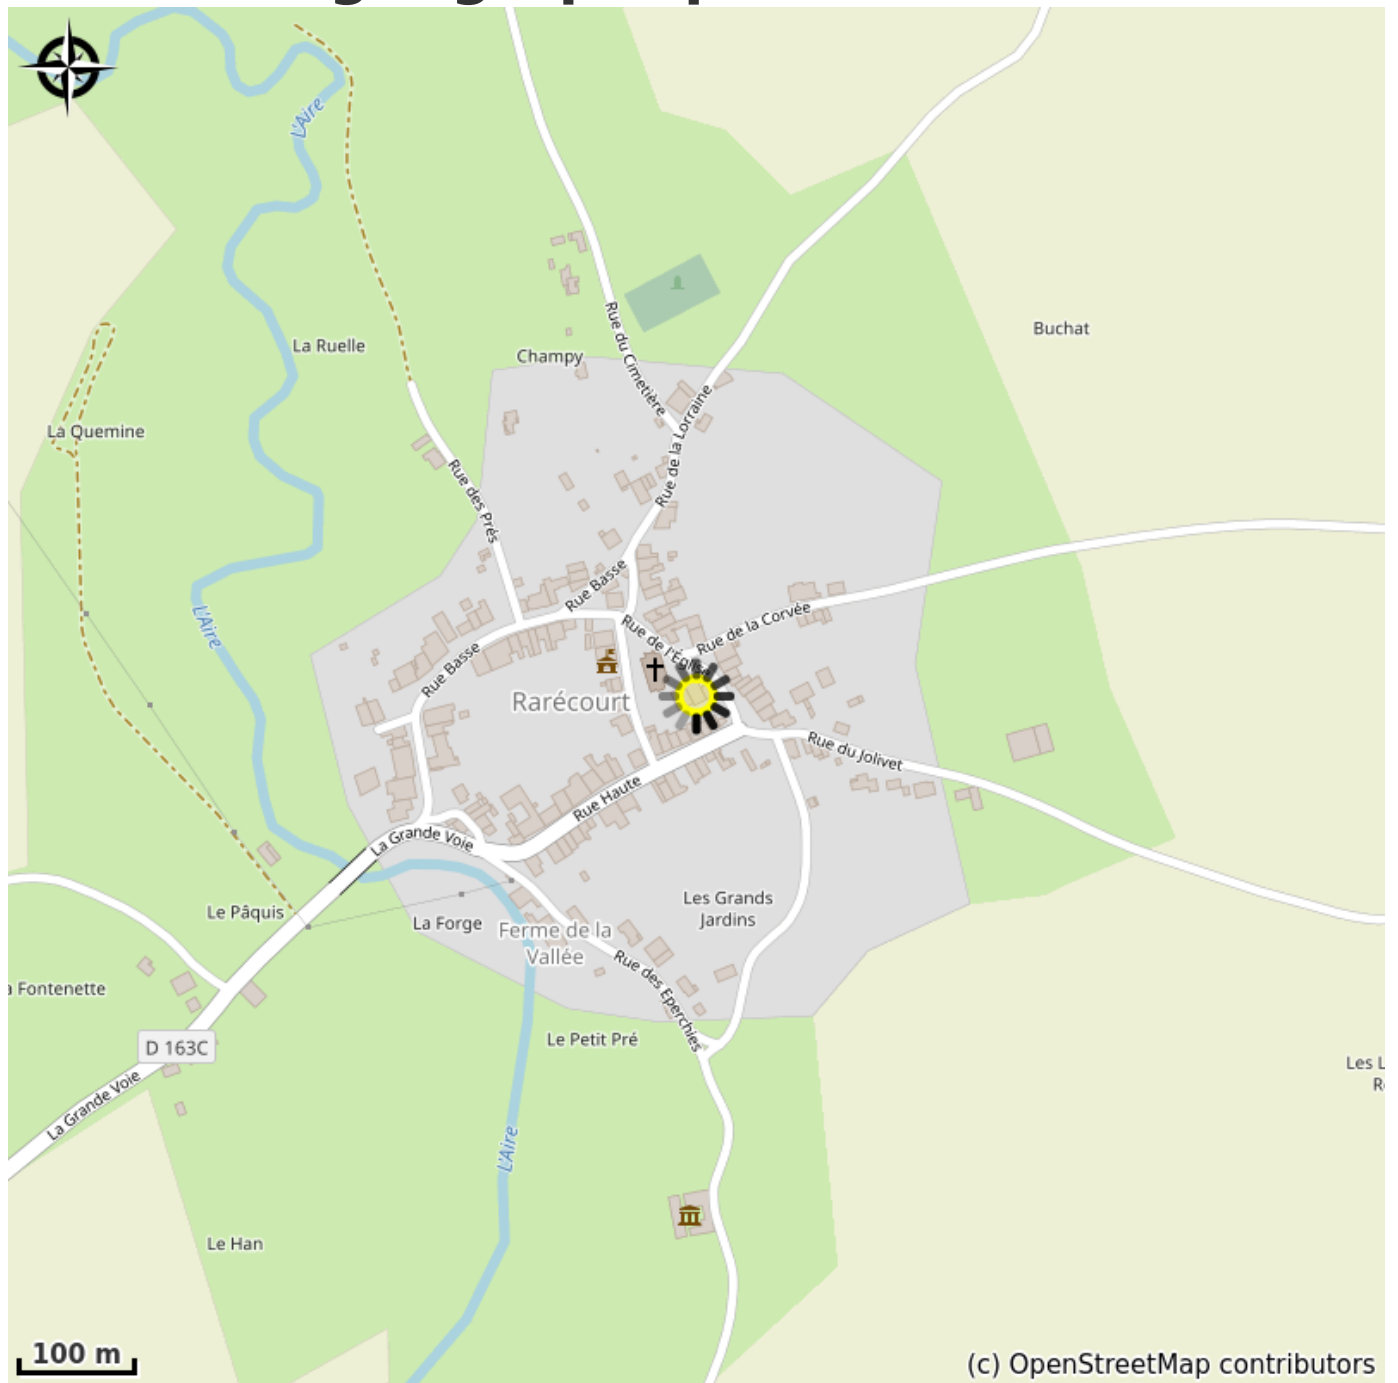 L'Aire
Rue du Cimetière
Buchat
La Ruelle
Champy
Rue de la Lorraine
La Quemine
Rue des Prés
Rue Basse
L'Aire
Rue de la Corvée
Rue de l'Église
Rue Basse
Rarécourt
Rue du Jolivet
Rue Haute
La Grande Voie
Les Grands
Jardins
Le Pâquis
La Forge
Ferme de la
Vallée
Rue des Eperchies
a Fontenette
Le Petit Pré
D 163C
Les L
R
La Grande Voie
L'Aire
Le Han
100 m
(c) OpenStreetMap contributors